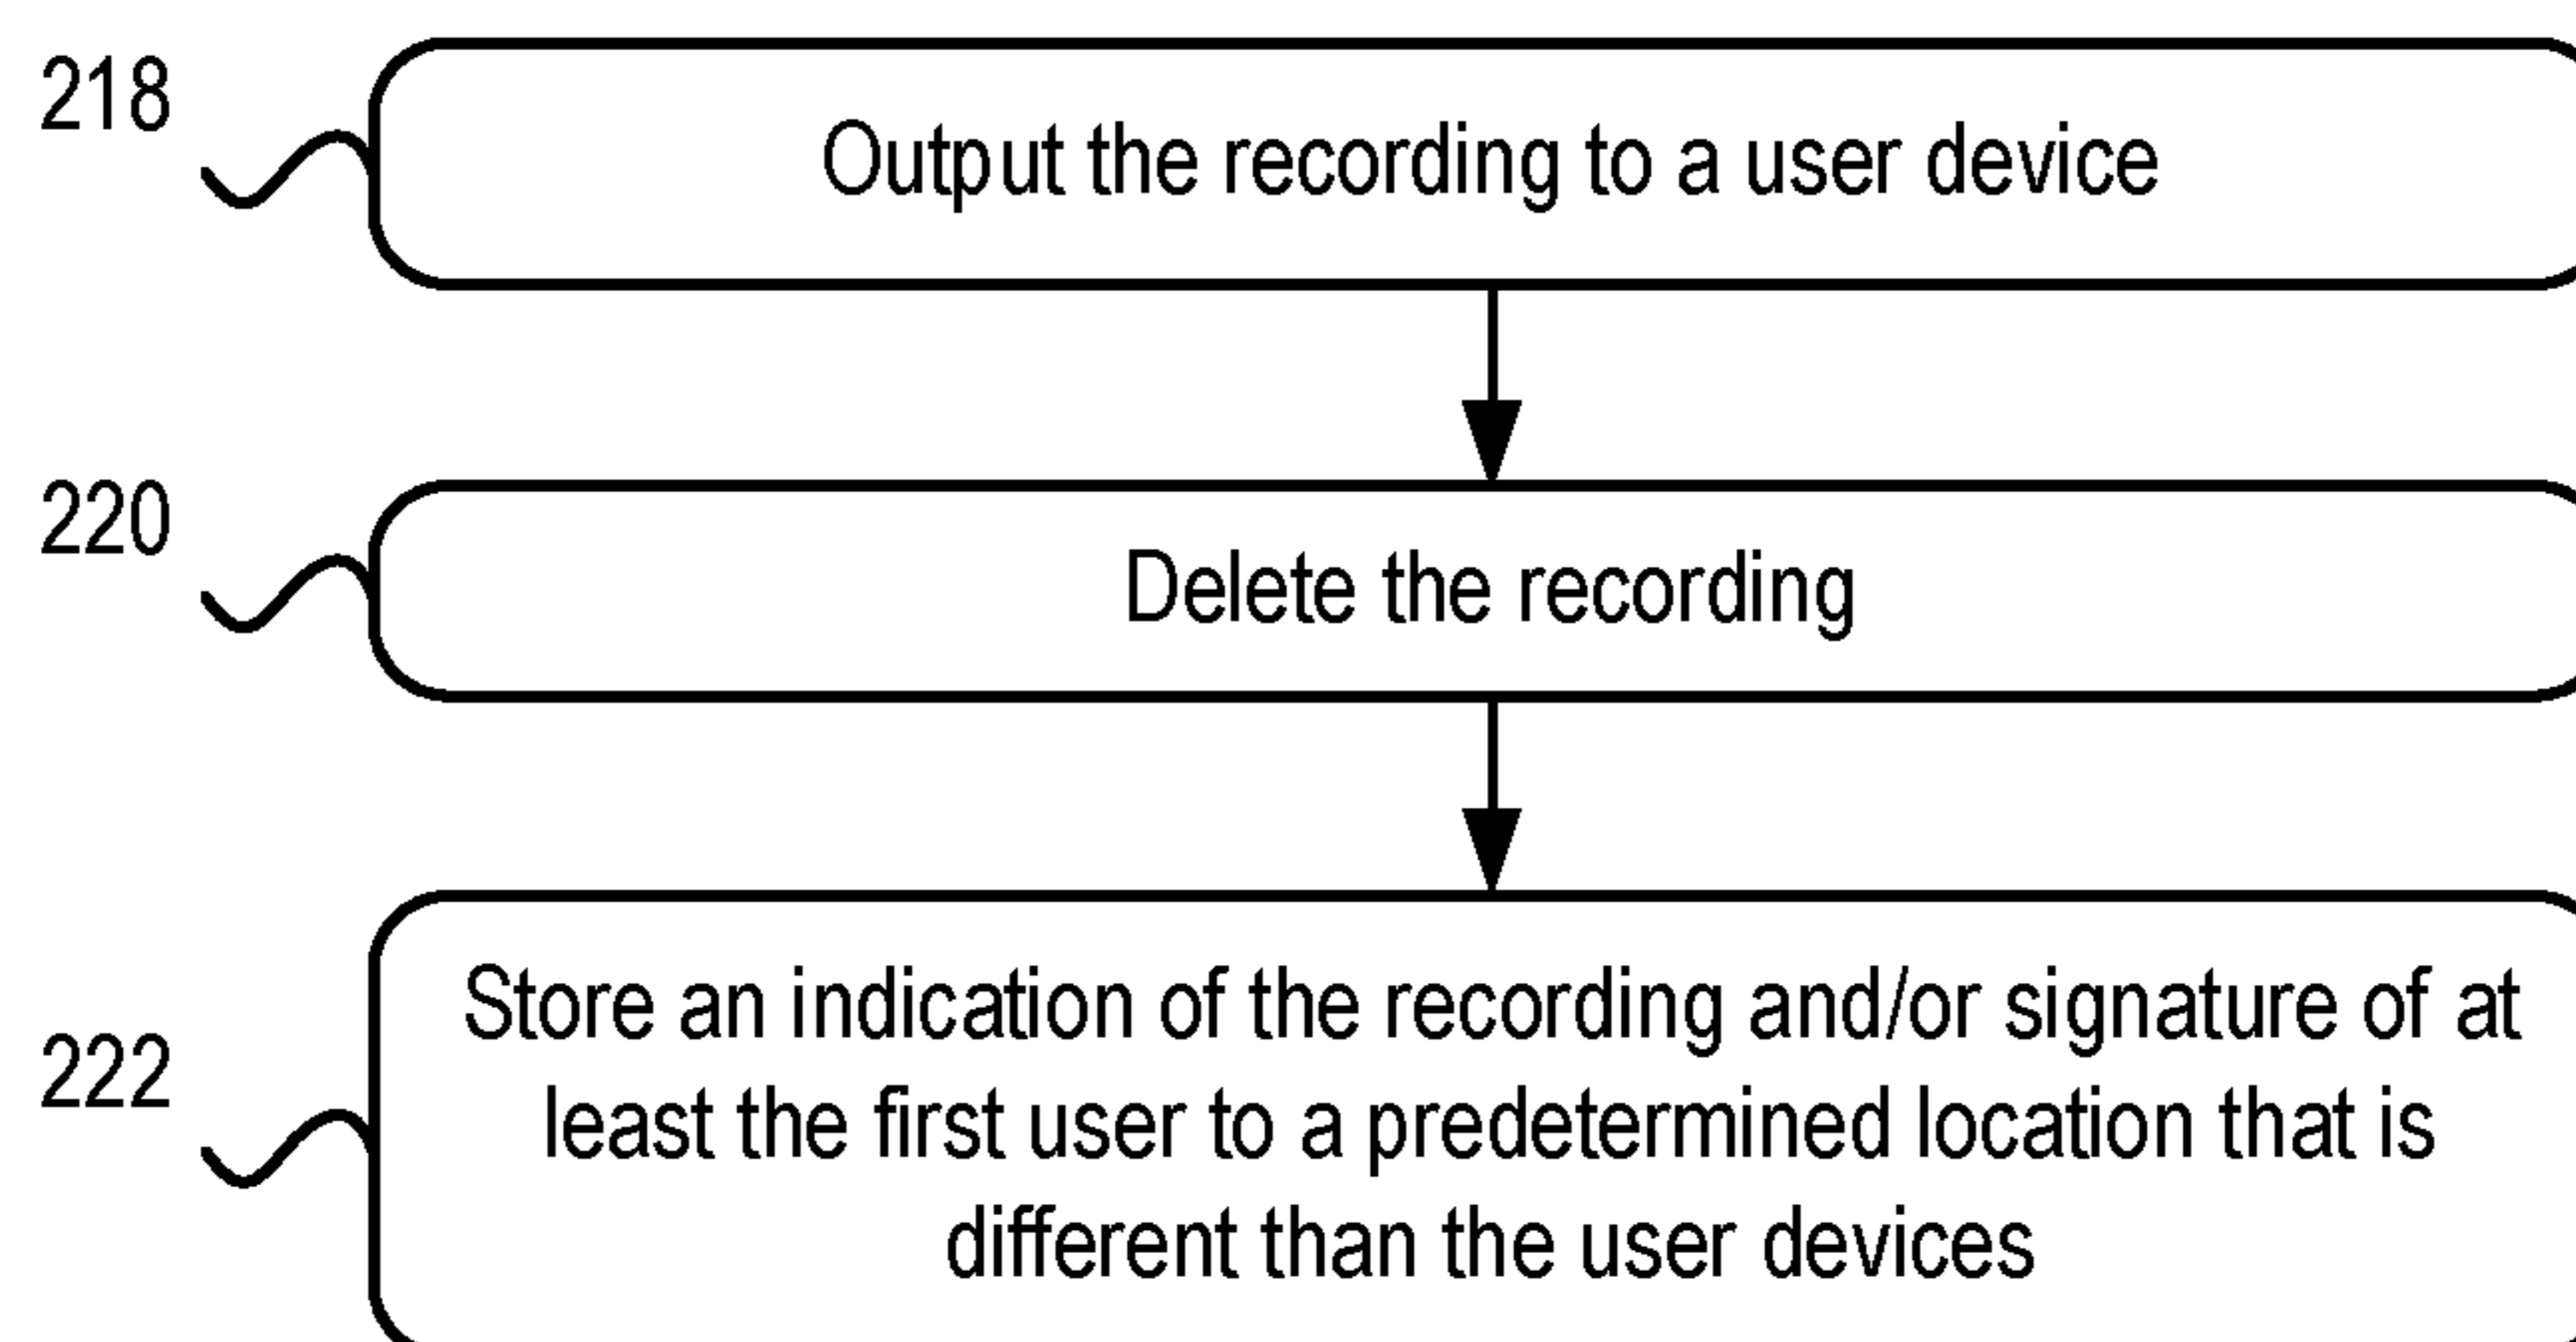 218
Output the recording to a user device
220
Delete the recording
222
Store an indication of the recording and/or signature of at
least the first user to a predetermined location that is
different than the user devices